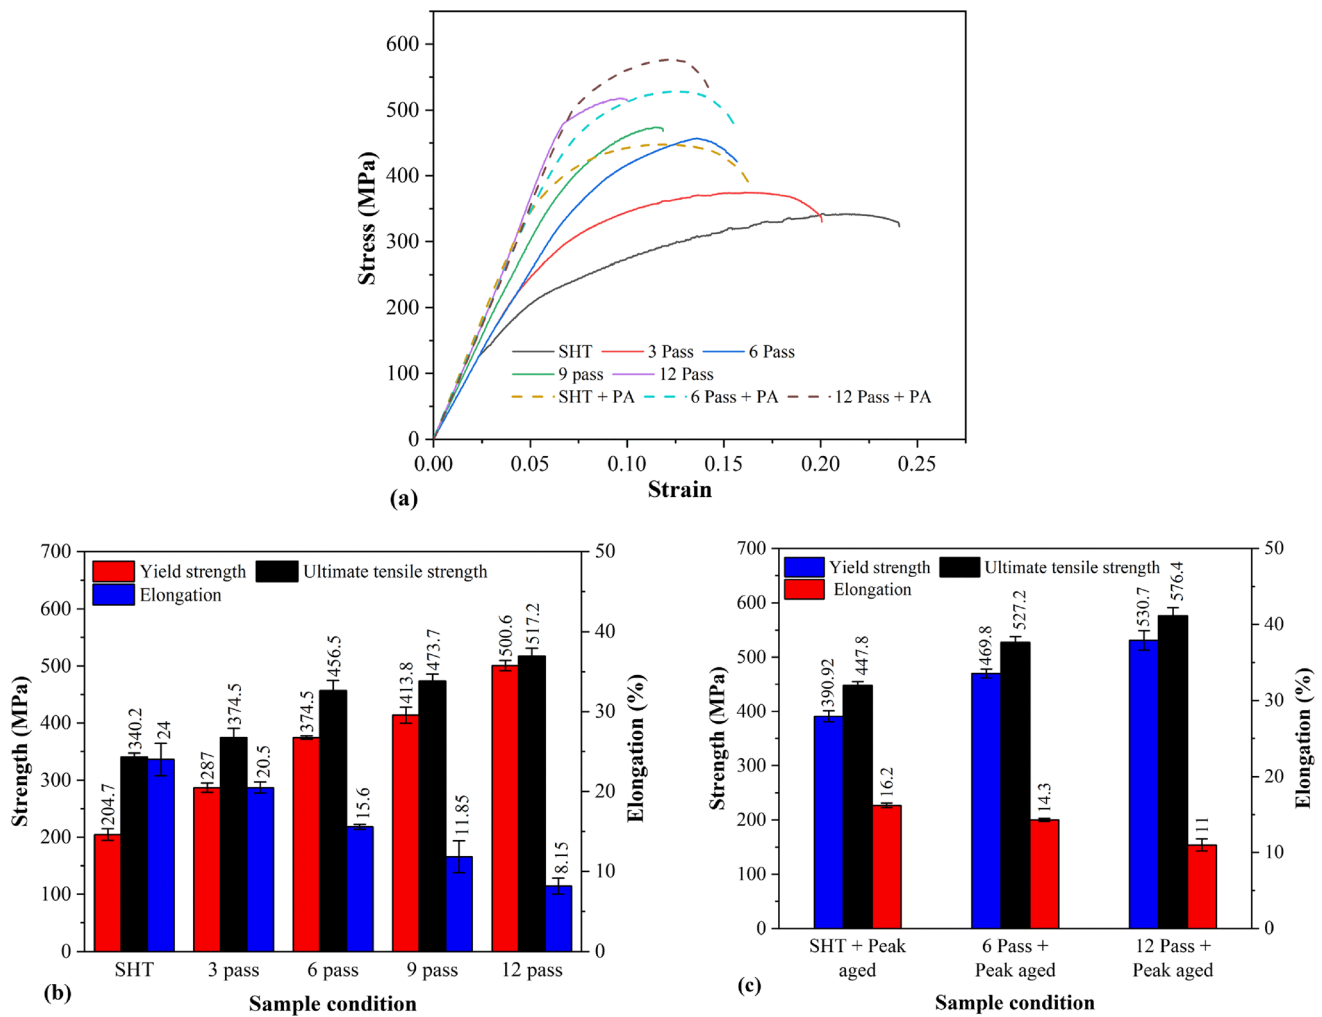 600
500
400
300
200
100
0
Stress (MPa)
SHT 3 Pass 6 Pass
9 pass 12 Pass
SHT + PA 6 Pass + PA 12 Pass + PA
0.00 0.05 0.10 0.15 0.20 0.25
Strain
(a)
700
600
500
400
300
200
100
0
Strength (MPa)
Yield strength Ultimate tensile strength
Elongation
204.7
340.2
24
287
374.5
20.5
374.5
456.5
15.6
413.8
473.7
11.85
500.6
517.2
8.15
50
40
30
20
10
0
Elongation (%)
SHT 3 pass 6 pass 9 pass 12 pass
Sample condition
(b)
700
600
500
400
300
200
100
0
Strength (MPa)
Yield strength Ultimate tensile strength
Elongation
390.92
447.8
16.2
469.8
527.2
14.3
530.7
576.4
11
50
40
30
20
10
0
Elongation (%)
SHT + Peak
aged
6 Pass +
Peak aged
12 Pass +
Peak aged
Sample condition
(c)